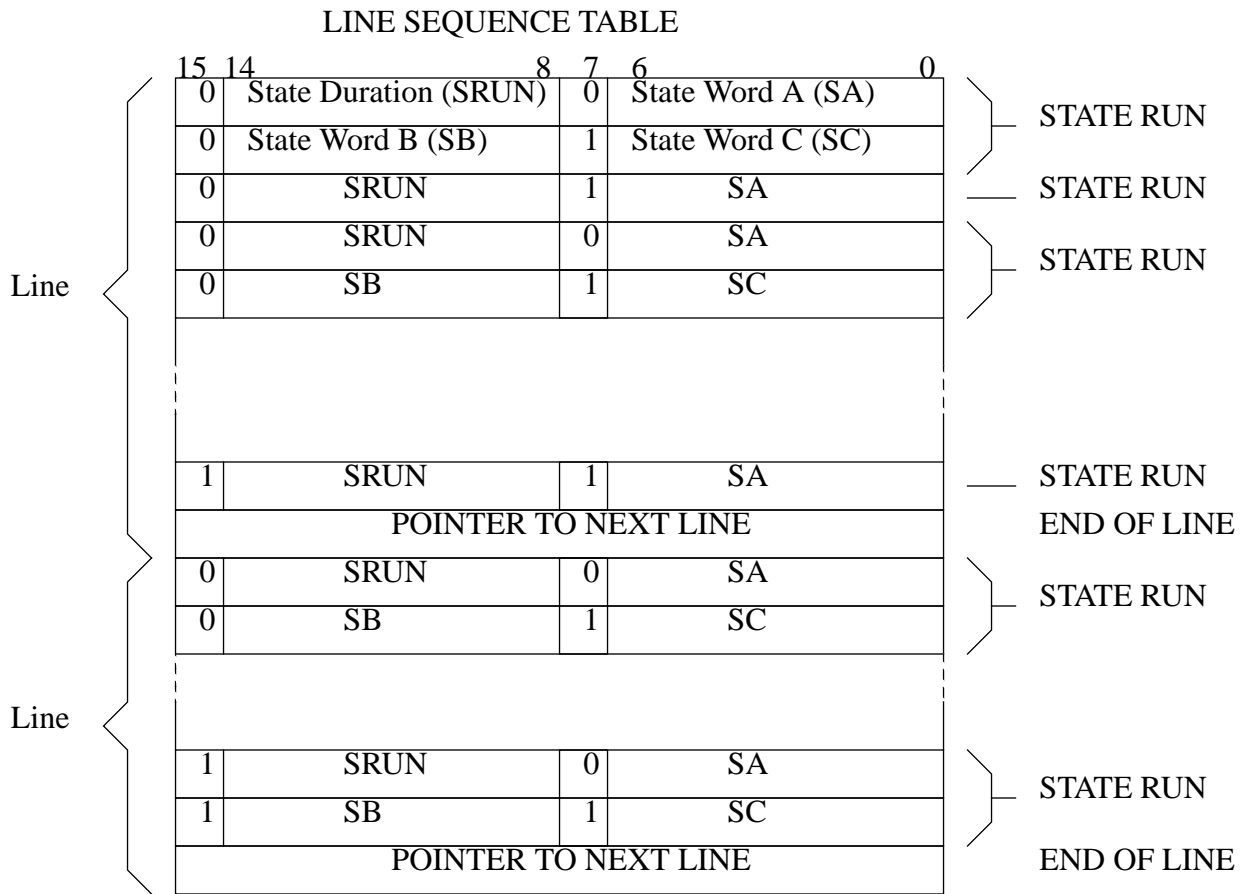 LINE SEQUENCE TABLE
15 14 8 7 6 0
0 State Duration (SRUN) 0 State Word A (SA)
STATE RUN
0 State Word B (SB) 1 State Word C (SC)
0 SRUN 1 SA STATE RUN
0 SRUN 0 SA
STATE RUN
Line
0 SB 1 SC
1 SRUN 1 SA STATE RUN
POINTER TO NEXT LINE END OF LINE
0 SRUN 0 SA
STATE RUN
0 SB 1 SC
Line
1 SRUN 0 SA
STATE RUN
1 SB 1 SC
POINTER TO NEXT LINE END OF LINE